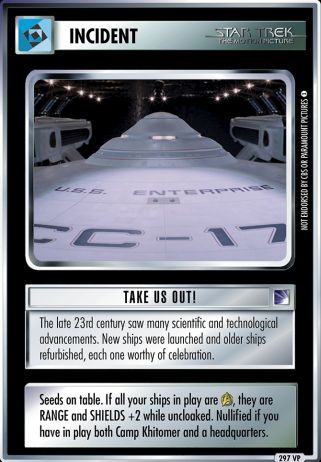 INCIDENT
STAR TREK
THE MOTION PICTURE
NOT ENDORSED BY CBS OR PARAMOUNT PICTURES
U.S.S. ENTERPRISE
CC-17
TAKE US OUT!
The late 23rd century saw many scientific and technological
advancements. New ships were launched and older ships
refurbished, each one worthy of celebration.
Seeds on table. If all your ships in play are , they are
RANGE and SHIELDS +2 while uncloaked. Nullified if you
have in play both Camp Khitomer and a headquarters.
297 VP